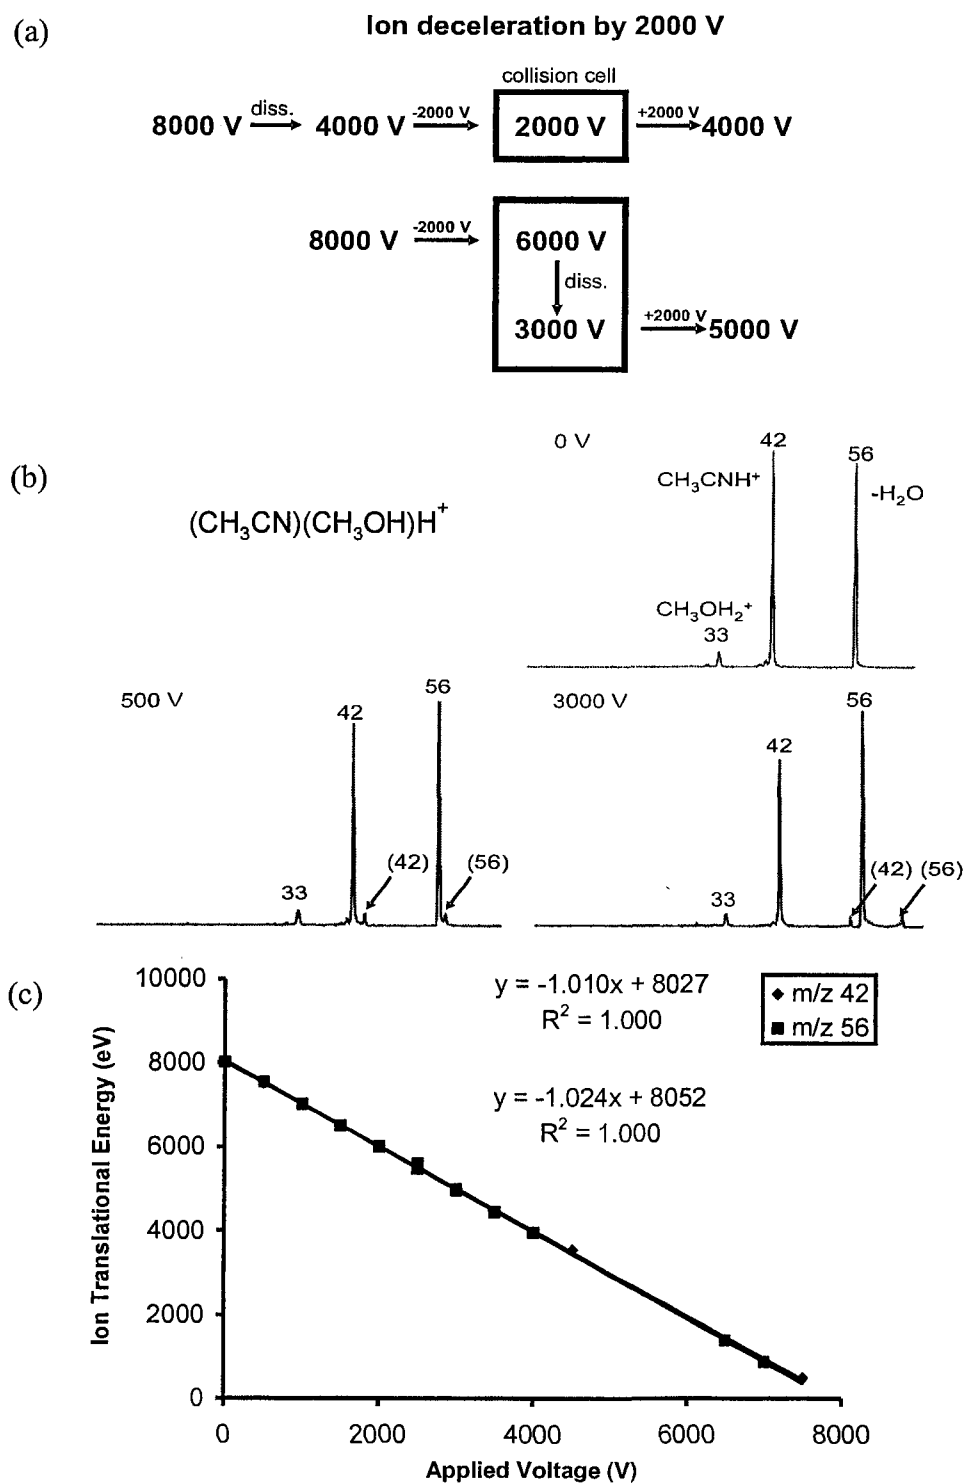 (a)
Ion deceleration by 2000 V
collision cell
8000 V diss. 4000 V -2000 V 2000 V +2000 V 4000 V
8000 V -2000 V 6000 V
diss.
3000 V +2000 V 5000 V
(b)
(CH₃CN)(CH₃OH)H⁺
0 V
42
56
CH₃CNH⁺
-H₂O
CH₃OH₂⁺
33
500 V
42
56
33
(42)
(56)
3000 V
56
42
33
(42)
(56)
(c)
y = -1.010x + 8027
R² = 1.000
y = -1.024x + 8052
R² = 1.000
m/z 42
m/z 56
Ion Translational Energy (eV)
10000
8000
6000
4000
2000
0
0 2000 4000 6000 8000
Applied Voltage (V)